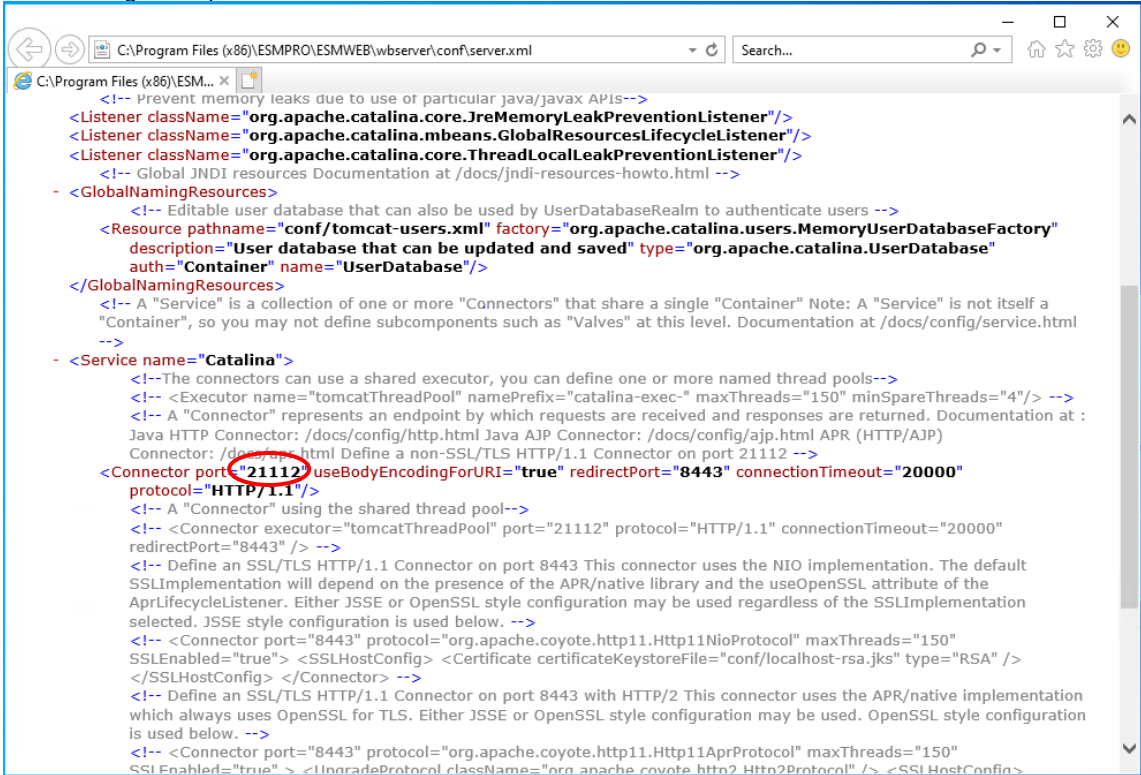 C:\Program Files (x86)\ESMPRO\ESMWEB\wbserver\conf\server.xml
Search...
C:\Program Files (x86)\ESM...
<!-- Prevent memory leaks due to use of particular java/javax APIs-->
<Listener className="org.apache.catalina.core.JreMemoryLeakPreventionListener"/>
<Listener className="org.apache.catalina.mbeans.GlobalResourcesLifecycleListener"/>
<Listener className="org.apache.catalina.core.ThreadLocalLeakPreventionListener"/>
<!-- Global JNDI resources Documentation at /docs/jndi-resources-howto.html -->
- <GlobalNamingResources>
<!-- Editable user database that can also be used by UserDatabaseRealm to authenticate users -->
<Resource pathname="conf/tomcat-users.xml" factory="org.apache.catalina.users.MemoryUserDatabaseFactory"
description="User database that can be updated and saved" type="org.apache.catalina.UserDatabase"
auth="Container" name="UserDatabase"/>
</GlobalNamingResources>
<!-- A "Service" is a collection of one or more "Connectors" that share a single "Container" Note: A "Service" is not itself a
"Container", so you may not define subcomponents such as "Valves" at this level. Documentation at /docs/config/service.html
-->
- <Service name="Catalina">
<!--The connectors can use a shared executor, you can define one or more named thread pools-->
<!-- <Executor name="tomcatThreadPool" namePrefix="catalina-exec-" maxThreads="150" minSpareThreads="4"/> -->
<!-- A "Connector" represents an endpoint by which requests are received and responses are returned. Documentation at :
Java HTTP Connector: /docs/config/http.html Java AJP Connector: /docs/config/ajp.html APR (HTTP/AJP)
Connector: /docs/apr.html Define a non-SSL/TLS HTTP/1.1 Connector on port 21112 -->
<Connector port="21112" useBodyEncodingForURI="true" redirectPort="8443" connectionTimeout="20000"
protocol="HTTP/1.1"/>
<!-- A "Connector" using the shared thread pool-->
<!-- <Connector executor="tomcatThreadPool" port="21112" protocol="HTTP/1.1" connectionTimeout="20000"
redirectPort="8443" /> -->
<!-- Define an SSL/TLS HTTP/1.1 Connector on port 8443 This connector uses the NIO implementation. The default
SSLImplementation will depend on the presence of the APR/native library and the useOpenSSL attribute of the
AprLifecycleListener. Either JSSE or OpenSSL style configuration may be used regardless of the SSLImplementation
selected. JSSE style configuration is used below. -->
<!-- <Connector port="8443" protocol="org.apache.coyote.http11.Http11NioProtocol" maxThreads="150"
SSLEnabled="true"> <SSLHostConfig> <Certificate certificateKeystoreFile="conf/localhost-rsa.jks" type="RSA" />
</SSLHostConfig> </Connector> -->
<!-- Define an SSL/TLS HTTP/1.1 Connector on port 8443 with HTTP/2 This connector uses the APR/native implementation
which always uses OpenSSL for TLS. Either JSSE or OpenSSL style configuration may be used. OpenSSL style configuration
is used below. -->
<!-- <Connector port="8443" protocol="org.apache.coyote.http11.Http11AprProtocol" maxThreads="150"
SSLEnabled="true" > <UpgradeProtocol className="org.apache.coyote.http2.Http2Protocol" /> <SSLHostConfig>